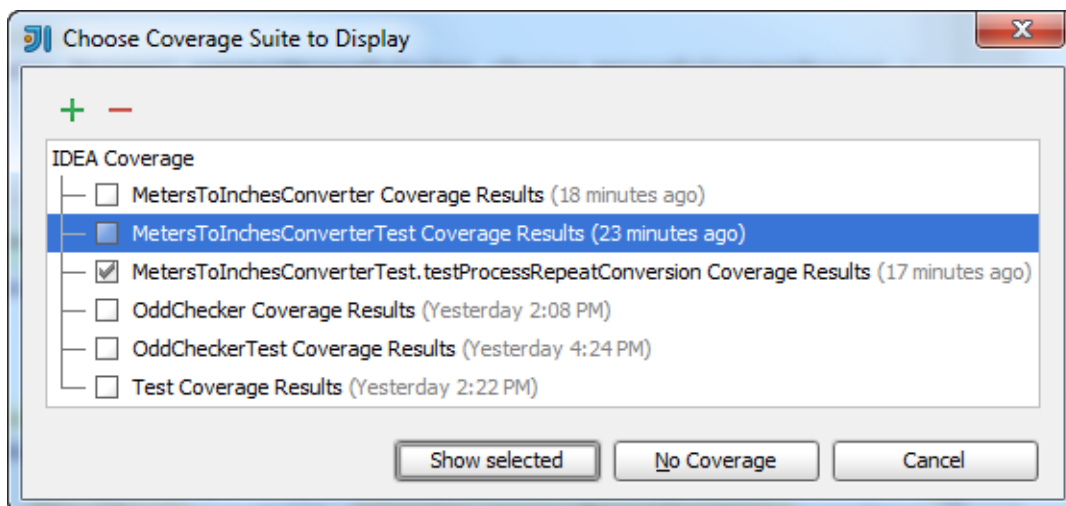 Choose Coverage Suite to Display
IDEA Coverage
MetersToInchesConverter Coverage Results (18 minutes ago)
MetersToInchesConverterTest Coverage Results (23 minutes ago)
MetersToInchesConverterTest.testProcessRepeatConversion Coverage Results (17 minutes ago)
OddChecker Coverage Results (Yesterday 2:08 PM)
OddCheckerTest Coverage Results (Yesterday 4:24 PM)
Test Coverage Results (Yesterday 2:22 PM)
Show selected No Coverage Cancel